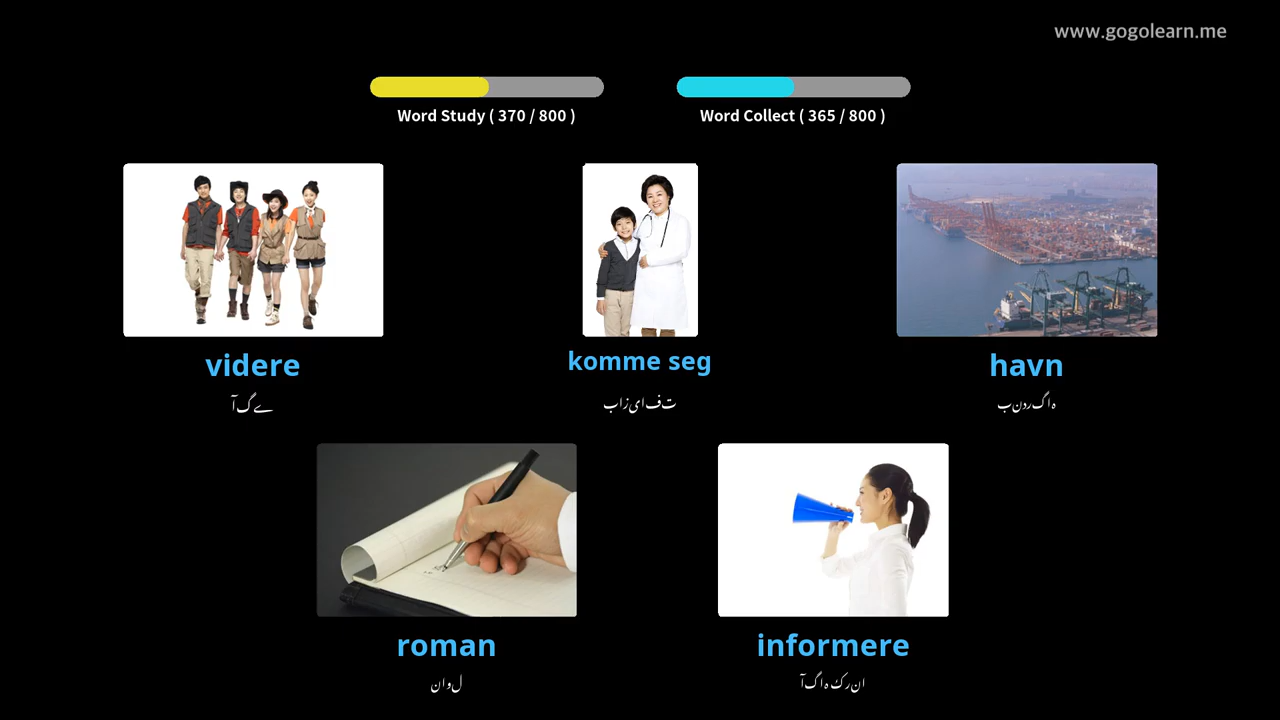 www.gogolearn.me
Word Study ( 370 / 800 )
Word Collect ( 365 / 800 )
videre
آگے
komme seg
بازیافت
havn
بندرگاہ
roman
ناول
informere
آگاہ کرنا